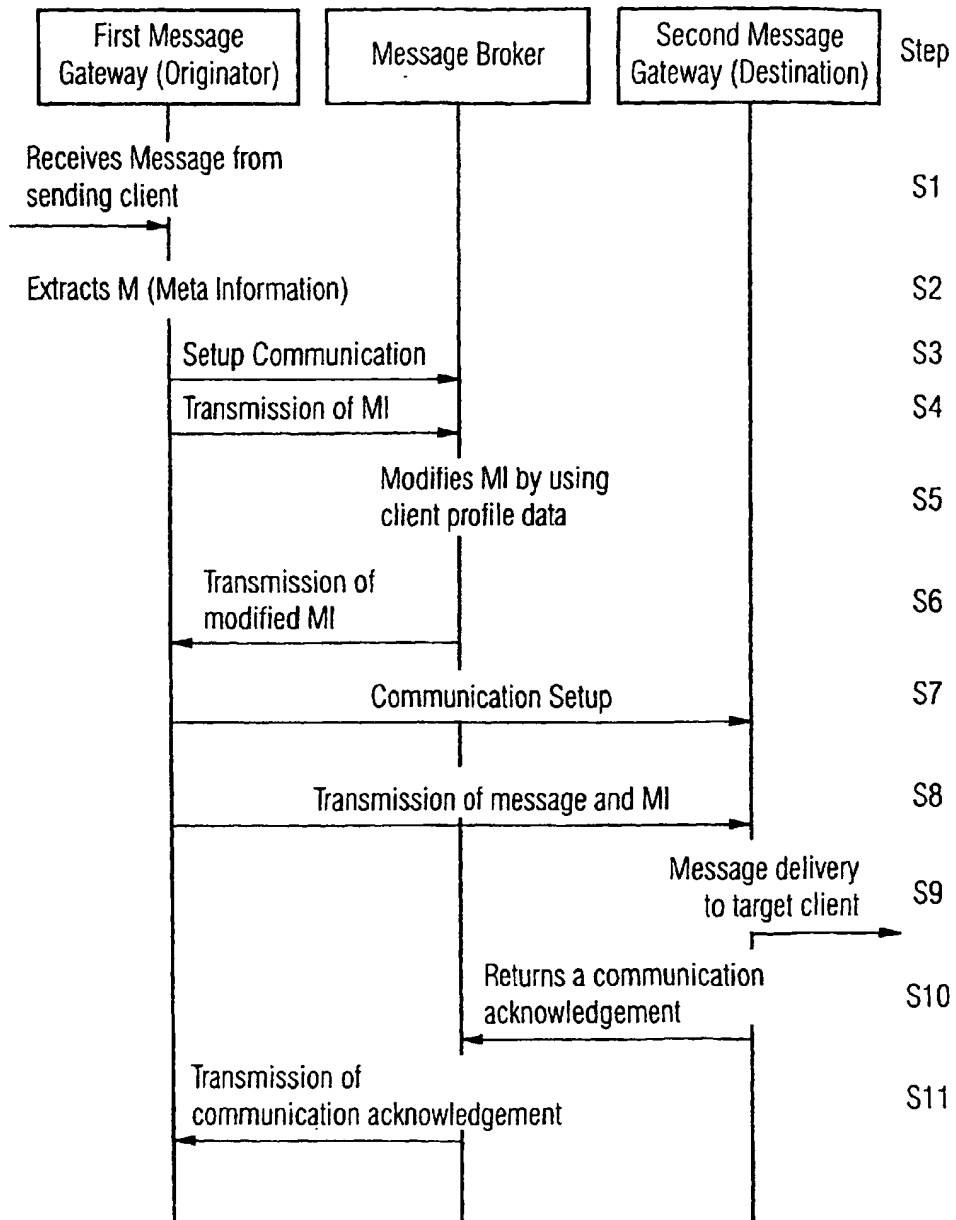 First Message
Gateway (Originator)
Message Broker
Second Message
Gateway (Destination)
Step
Receives Message from
sending client
S1
Extracts M (Meta Information)
S2
Setup Communication
S3
Transmission of MI
S4
Modifies MI by using
client profile data
S5
Transmission of
modified MI
S6
Communication Setup
S7
Transmission of message and MI
S8
Message delivery
to target client
S9
Returns a communication
acknowledgement
S10
Transmission of
communication acknowledgement
S11